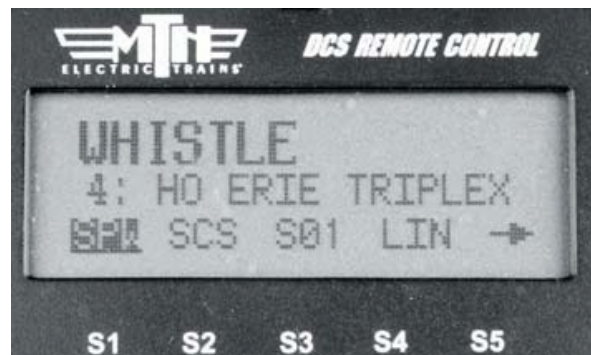 MTH ELECTRIC TRAINS DCS REMOTE CONTROL
WHISTLE
4: HO ERIE TRIPLEX
SPW SCS S01 LIN →
S1 S2 S3 S4 S5